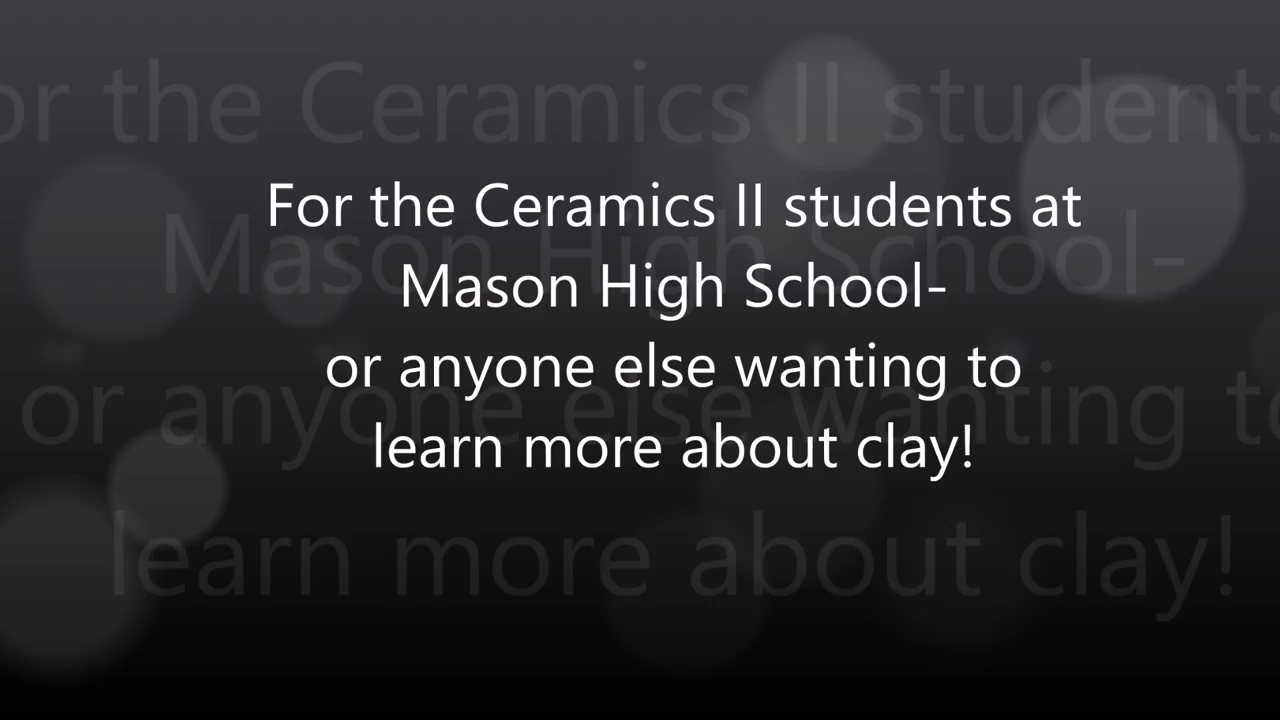 For the Ceramics II students at
Mason High School-
or anyone else wanting to
learn more about clay!